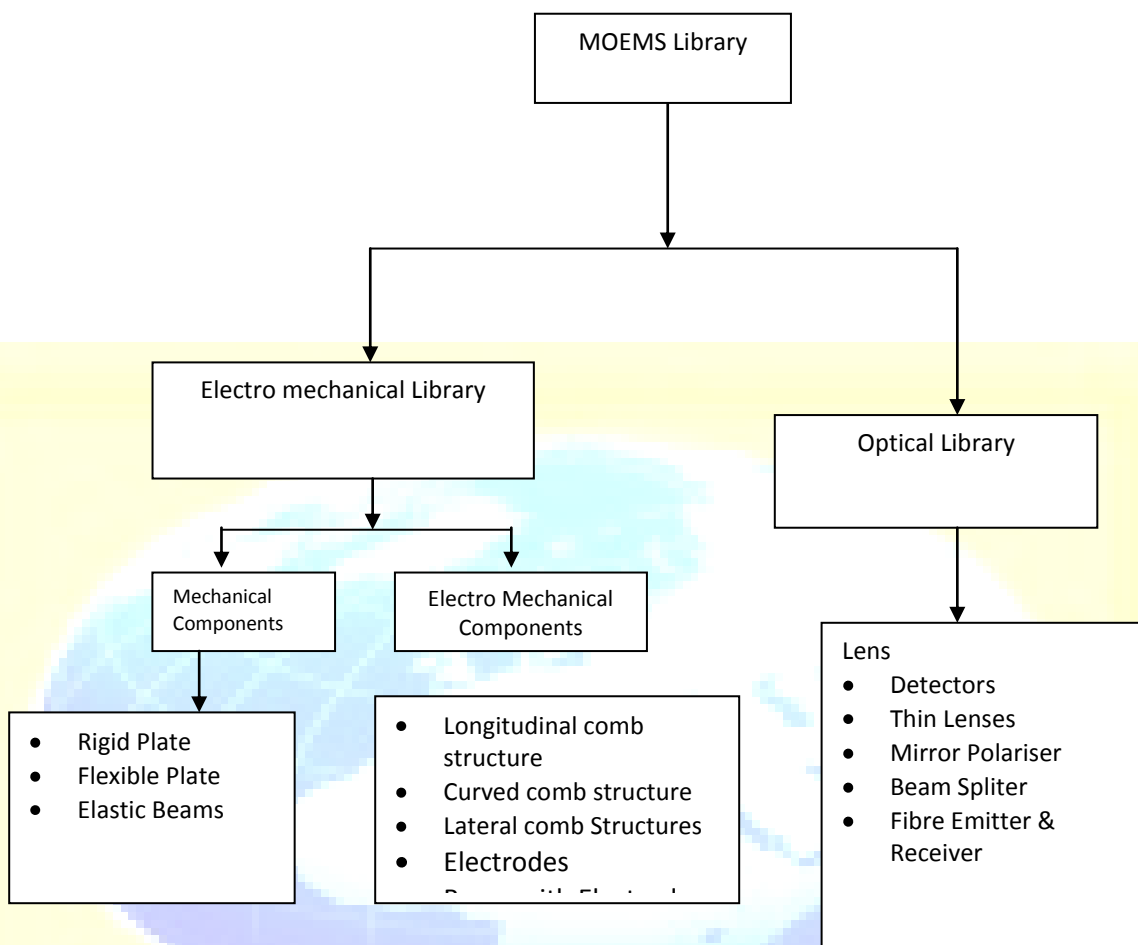 MOEMS Library
Electro mechanical Library
Optical Library
Mechanical
Components
Electro Mechanical
Components
● Rigid Plate
● Flexible Plate
● Elastic Beams
● Longitudinal comb
structure
● Curved comb structure
● Lateral comb Structures
● Electrodes
Lens
● Detectors
● Thin Lenses
● Mirror Polariser
● Beam Spliter
● Fibre Emitter &
Receiver